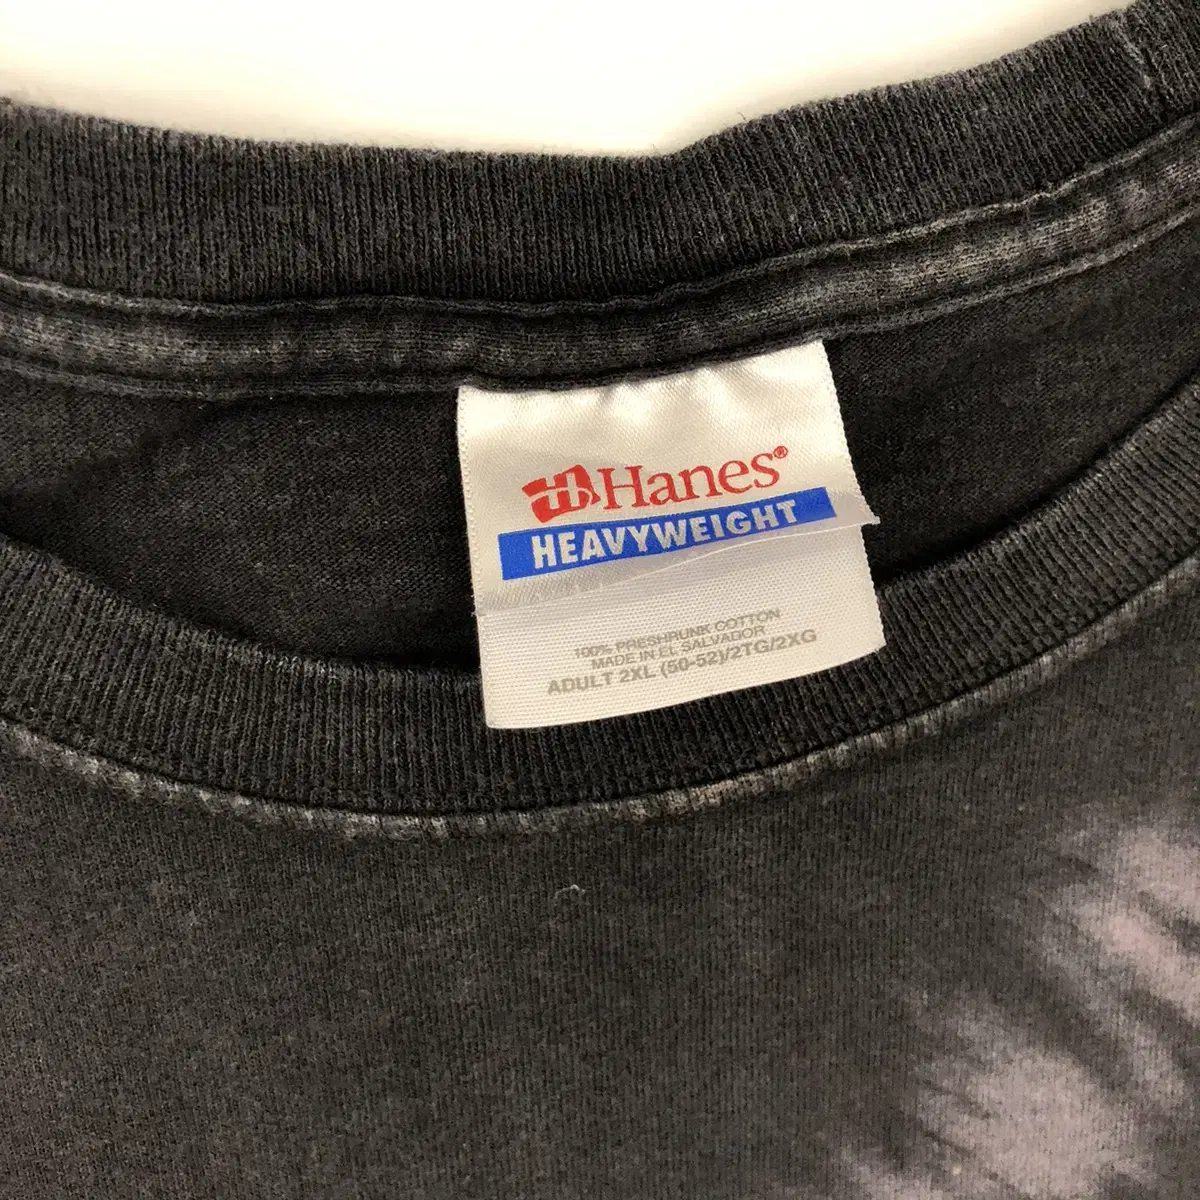 Hanes®
HEAVYWEIGHT
100% PRESHRUNK COTTON
MADE IN EL SALVADOR
ADULT 2XL (50-52)/2TG/2XG